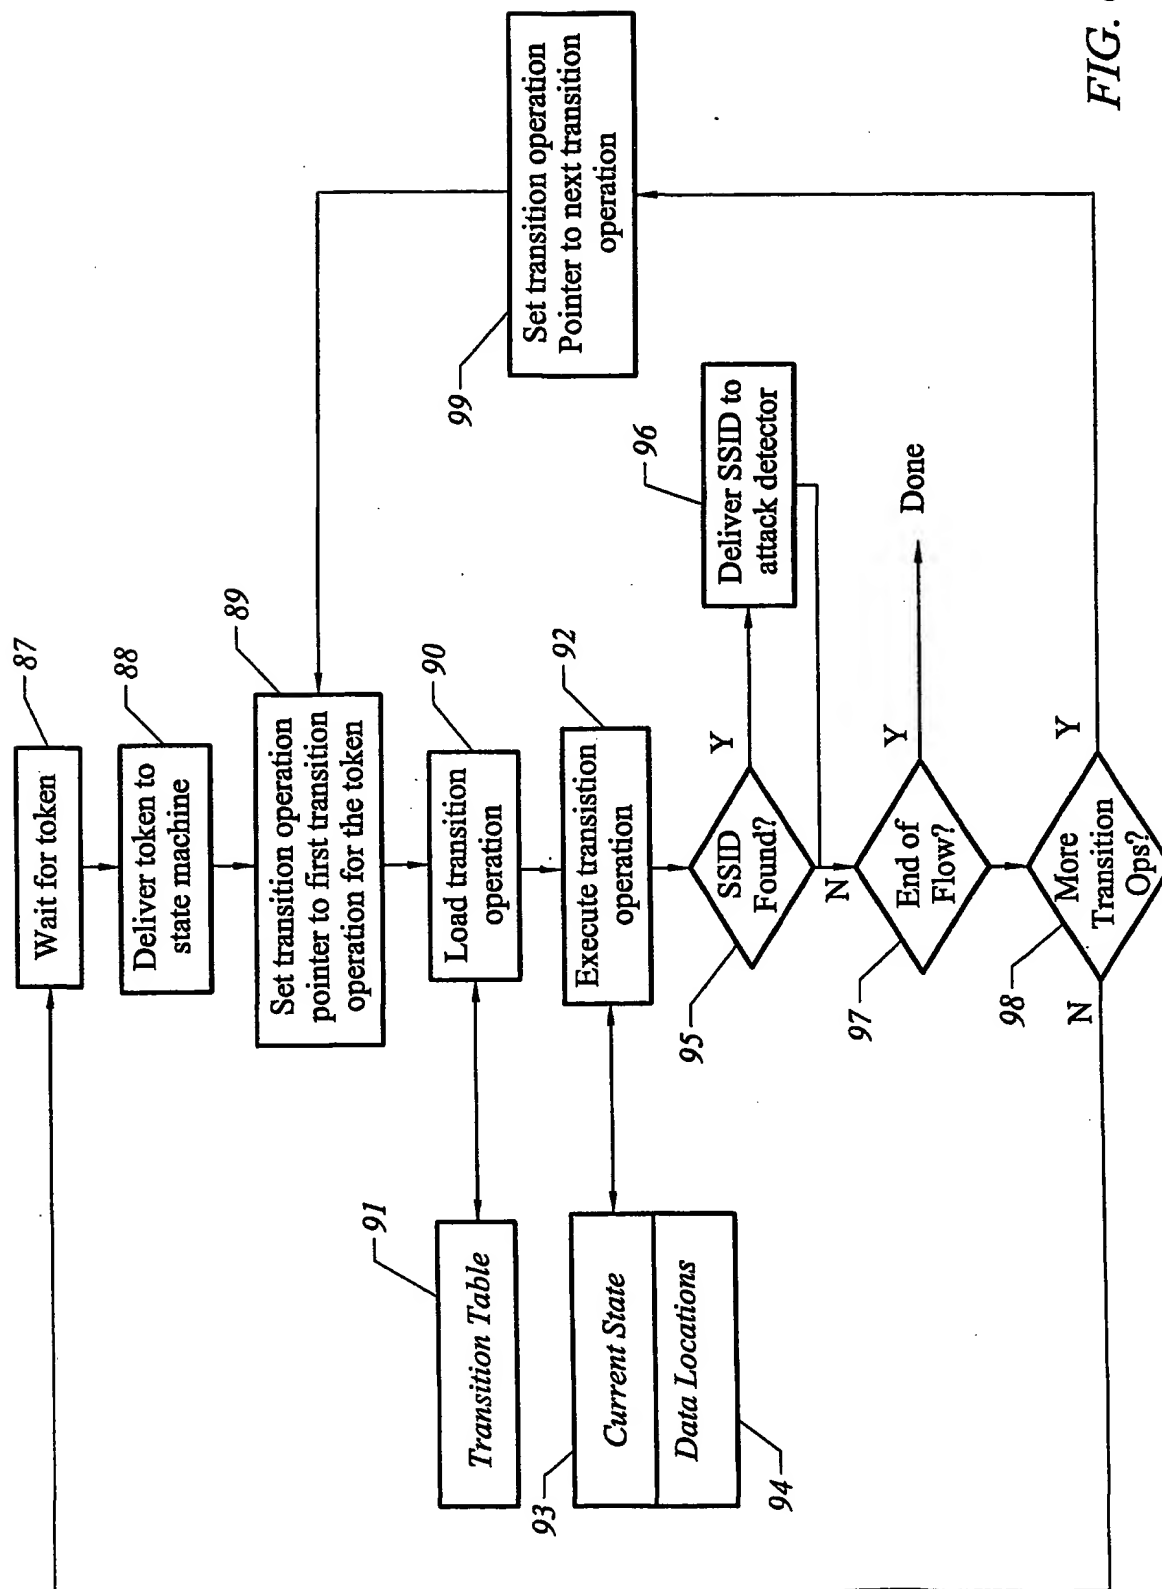 87
Wait for token
88
Deliver token to
state machine
89
Set transition operation
pointer to first transition
operation for the token
90
Load transition
operation
91
Transition Table
92
Execute transistion
operation
93
Current State
Data Locations
94
95
SSID
Found?
Y
N
96
Deliver SSID to
attack detector
97
End of
Flow?
Y
Done
98
More
Transition
Ops?
Y
N
99
Set transition operation
Pointer to next transition
operation
FIG.